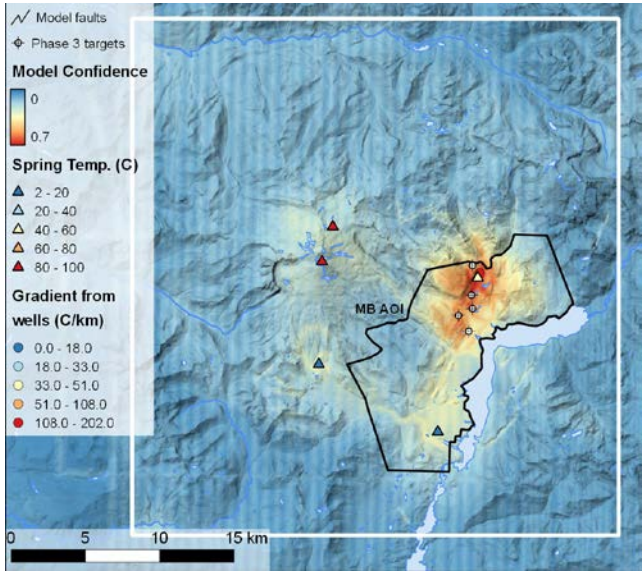 Model faults
Phase 3 targets
Model Confidence
0
0.7
Spring Temp. (C)
2 - 20
20 - 40
40 - 60
60 - 80
80 - 100
Gradient from
wells (C/km)
0.0 - 18.0
18.0 - 33.0
33.0 - 51.0
51.0 - 108.0
108.0 - 202.0
MB AOI
0 5 10 15 km